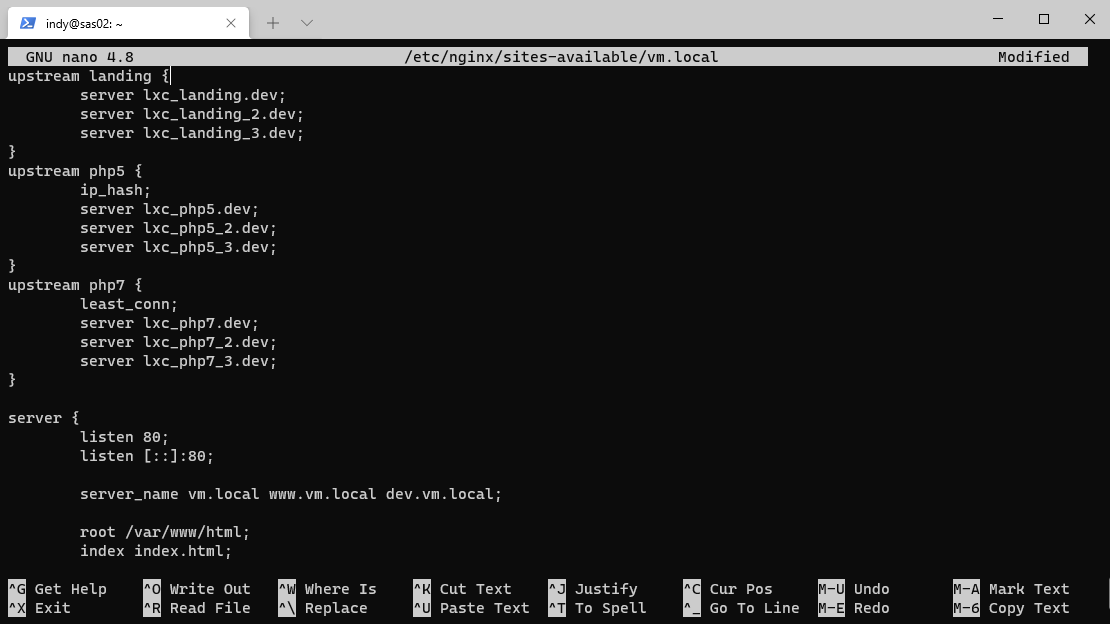 indy@sas02: ~
GNU nano 4.8 /etc/nginx/sites-available/vm.local Modified
upstream landing {
        server lxc_landing.dev;
        server lxc_landing_2.dev;
        server lxc_landing_3.dev;
}
upstream php5 {
        ip_hash;
        server lxc_php5.dev;
        server lxc_php5_2.dev;
        server lxc_php5_3.dev;
}
upstream php7 {
        least_conn;
        server lxc_php7.dev;
        server lxc_php7_2.dev;
        server lxc_php7_3.dev;
}
server {
        listen 80;
        listen [::]:80;
        server_name vm.local www.vm.local dev.vm.local;
        root /var/www/html;
        index index.html;
^G Get Help ^O Write Out ^W Where Is ^K Cut Text ^J Justify ^C Cur Pos M-U Undo M-A Mark Text
^X Exit ^R Read File ^\ Replace ^U Paste Text ^T To Spell ^_ Go To Line M-E Redo M-6 Copy Text